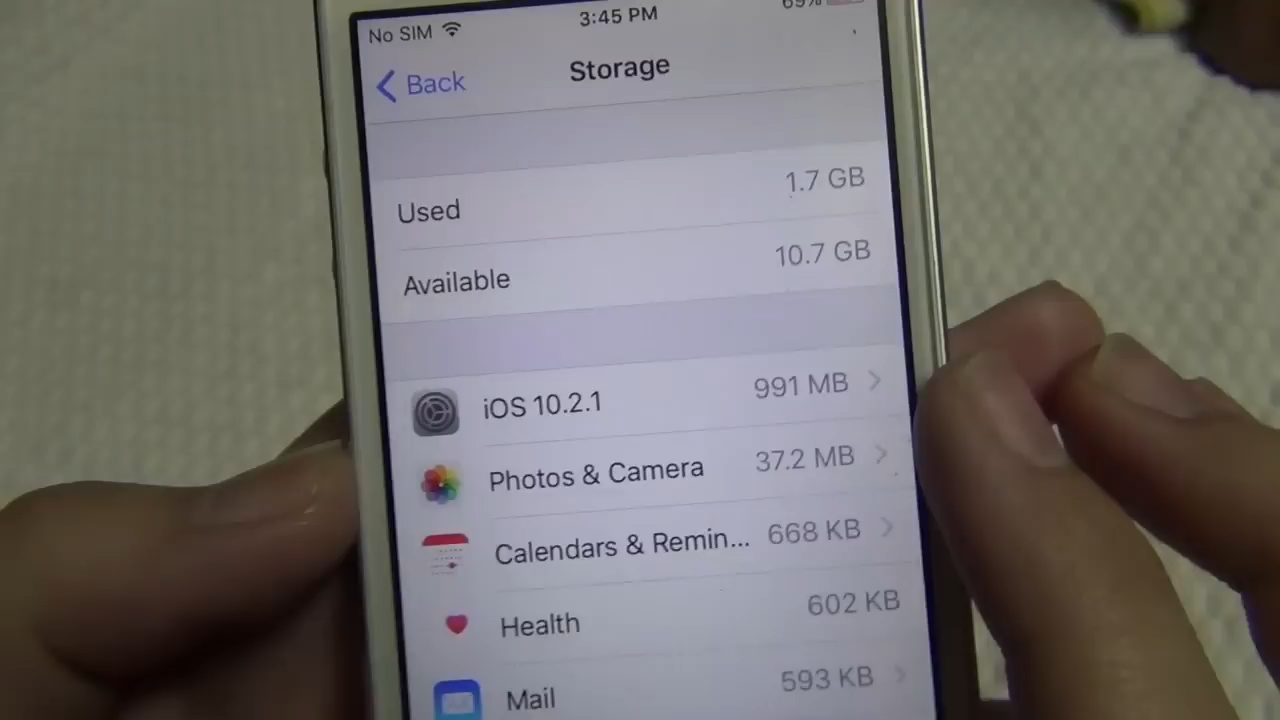 No SIM 3:45 PM 69%
Back Storage
Used 1.7 GB
Available 10.7 GB
iOS 10.2.1 991 MB
Photos & Camera 37.2 MB
Calendars & Remin... 668 KB
Health 602 KB
Mail 593 KB